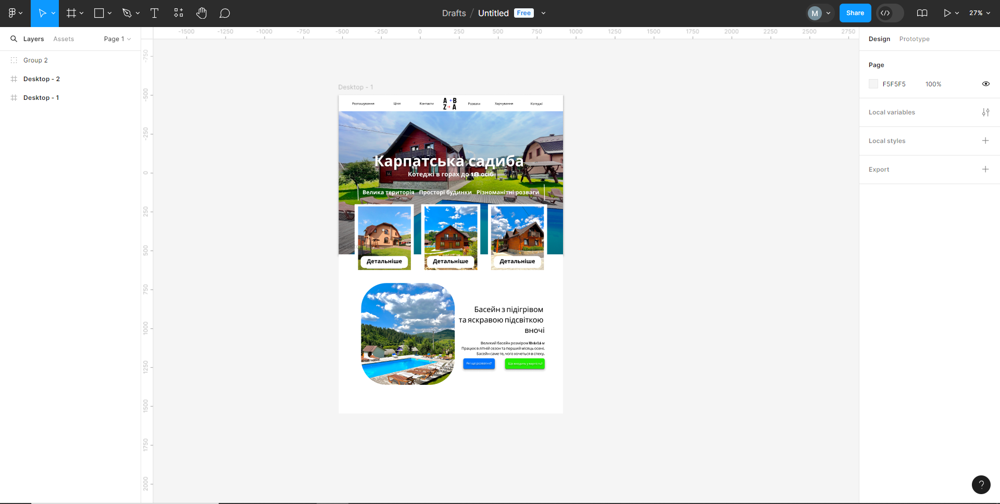 Drafts / Untitled Free
M
Share
27%
Layers Assets Page 1
Group 2
Desktop - 2
Desktop - 1
-1500 -1250 -1000 -750 -500 -250 0 250 500 750 1000 1250 1500 1750 2000 2250 2500 2750
-750
-500
-250
0
250
500
750
1000
1250
1500
1750
2000
Desktop - 1
Розташування Ціни Контакти A B Розваги Харчування Котеджі
Z A
Карпатська садиба
Котеджі в горах до 18 осіб
Велика територія Просторі будинки Різноманітні розваги
Детальніше Детальніше Детальніше
Басейн з підігрівом
та яскравою підсвіткою
вночі
Великий басейн розміром 10х6х1.6 м
Працює в літній сезон та перший місяць осені.
Басейн саме те, чого хочеться в спеку.
Які ще розваги є? Що входить у вартість?
Design Prototype
Page
F5F5F5 100%
Local variables
Local styles
Export
?